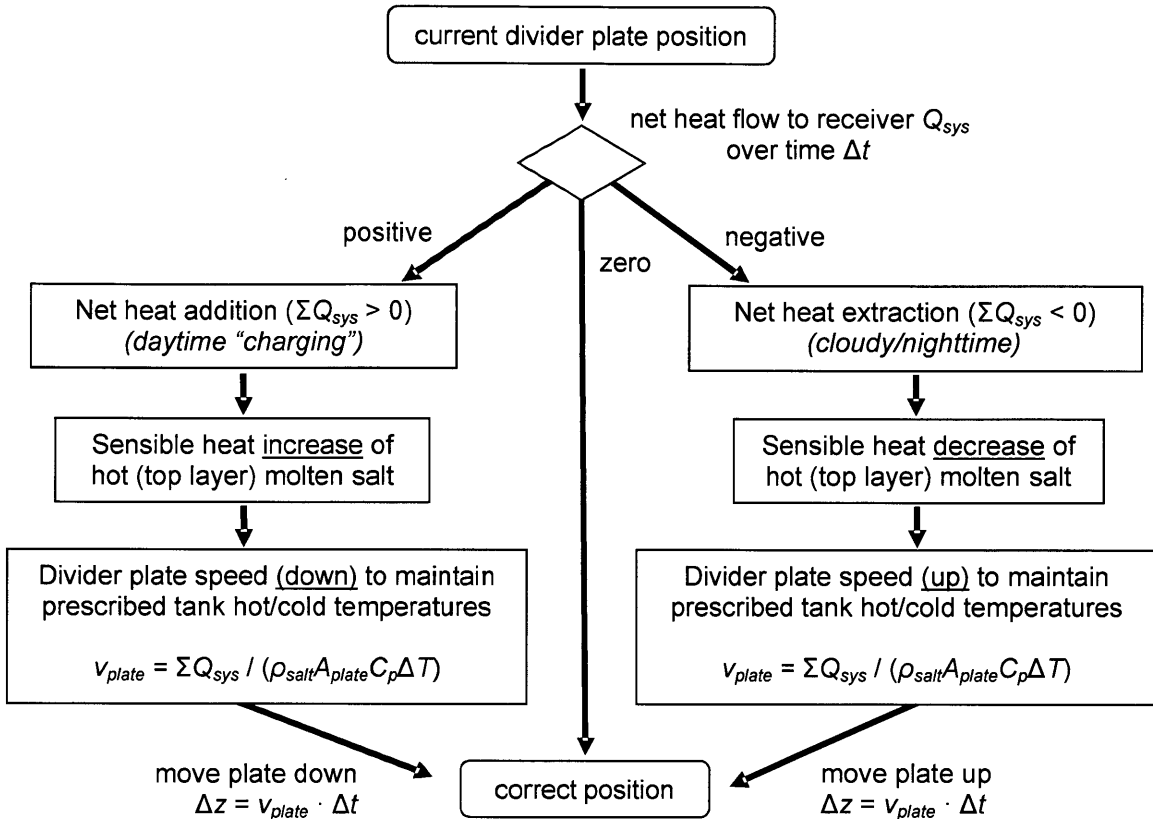 current divider plate position
net heat flow to receiver Qsys
over time Δt
positive
zero
negative
Net heat addition (ΣQsys > 0)
(daytime “charging”)
Net heat extraction (ΣQsys < 0)
(cloudy/nighttime)
Sensible heat increase of
hot (top layer) molten salt
Sensible heat decrease of
hot (top layer) molten salt
Divider plate speed (down) to maintain
prescribed tank hot/cold temperatures
vplate = ΣQsys / (ρsaltAplateCpΔT)
Divider plate speed (up) to maintain
prescribed tank hot/cold temperatures
vplate = ΣQsys / (ρsaltAplateCpΔT)
move plate down
Δz = vplate · Δt
correct position
move plate up
Δz = vplate · Δt